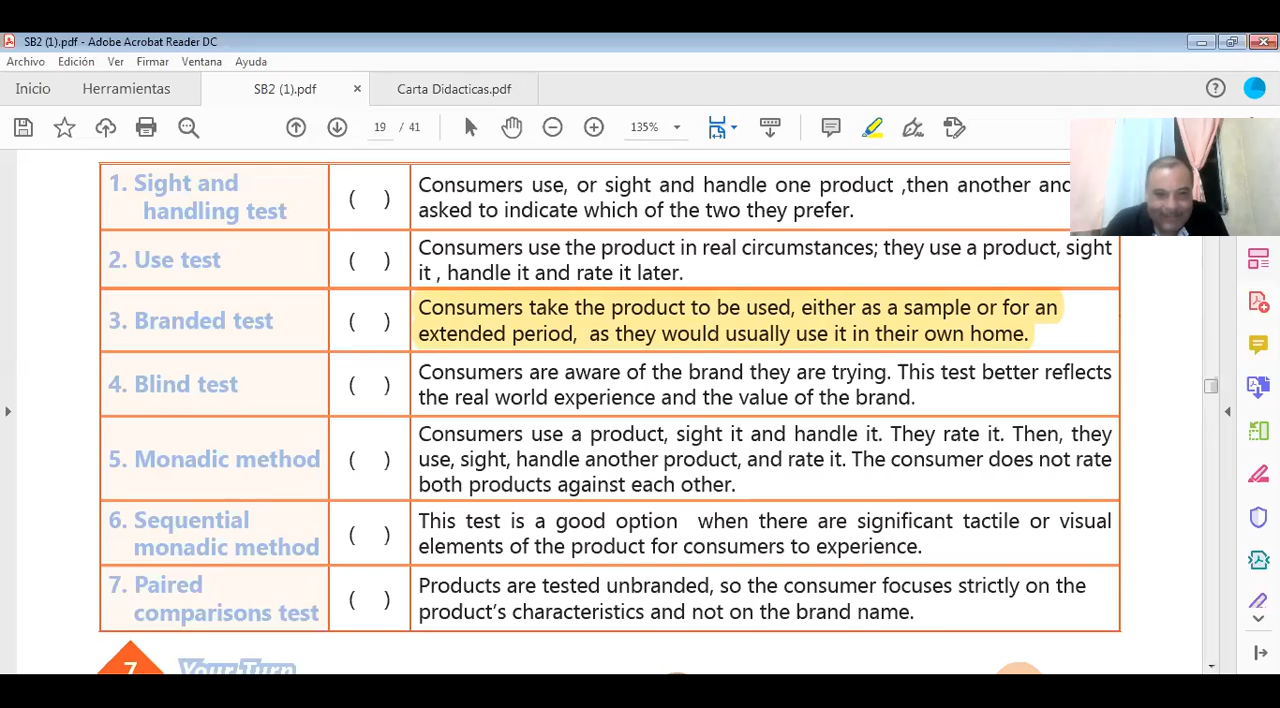 SB2 (1).pdf - Adobe Acrobat Reader DC
Archivo Edición Ver Firmar Ventana Ayuda
Inicio Herramientas SB2 (1).pdf × Carta Didacticas.pdf
19 / 41 135%
1. Sight and handling test
( )
Consumers use, or sight and handle one product ,then another and
asked to indicate which of the two they prefer.
2. Use test
( )
Consumers use the product in real circumstances; they use a product, sight
it , handle it and rate it later.
3. Branded test
( )
Consumers take the product to be used, either as a sample or for an
extended period, as they would usually use it in their own home.
4. Blind test
( )
Consumers are aware of the brand they are trying. This test better reflects
the real world experience and the value of the brand.
5. Monadic method
( )
Consumers use a product, sight it and handle it. They rate it. Then, they
use, sight, handle another product, and rate it. The consumer does not rate
both products against each other.
6. Sequential
monadic method
( )
This test is a good option when there are significant tactile or visual
elements of the product for consumers to experience.
7. Paired
comparisons test
( )
Products are tested unbranded, so the consumer focuses strictly on the
product's characteristics and not on the brand name.
7 Your Turn